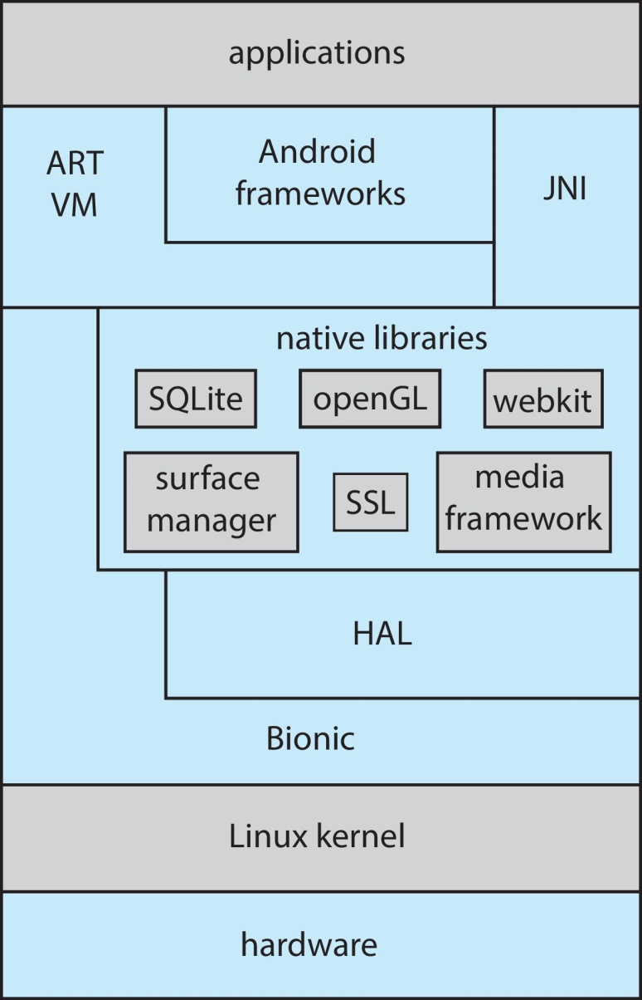 applications
ART
VM
Android
frameworks
JNI
native libraries
SQLite
openGL
webkit
surface
manager
SSL
media
framework
HAL
Bionic
Linux kernel
hardware